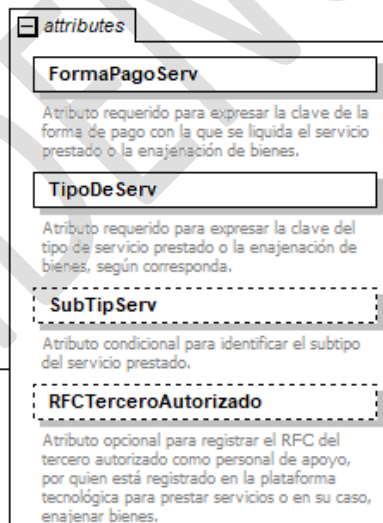 attributes
FormaPagoServ
Atributo requerido para expresar la clave de la
forma de pago con la que se liquida el servicio
prestado o la enajenación de bienes.
TipoDeServ
Atributo requerido para expresar la clave del
tipo de servicio prestado o la enajenación de
bienes, según corresponda.
SubTipServ
Atributo condicional para identificar el subtipo
del servicio prestado.
RFCTerceroAutorizado
Atributo opcional para registrar el RFC del
tercero autorizado como personal de apoyo,
por quien está registrado en la plataforma
tecnológica para prestar servicios o en su caso,
enajenar bienes.